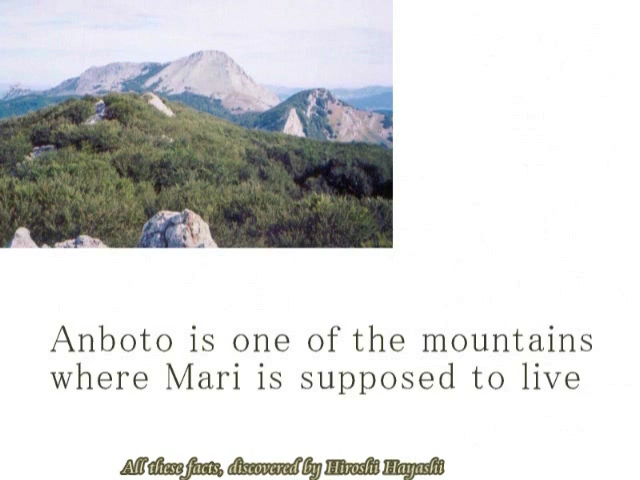 Anboto is one of the mountains
where Mari is supposed to live
All these facts, discovered by Hiroshi Hayashi